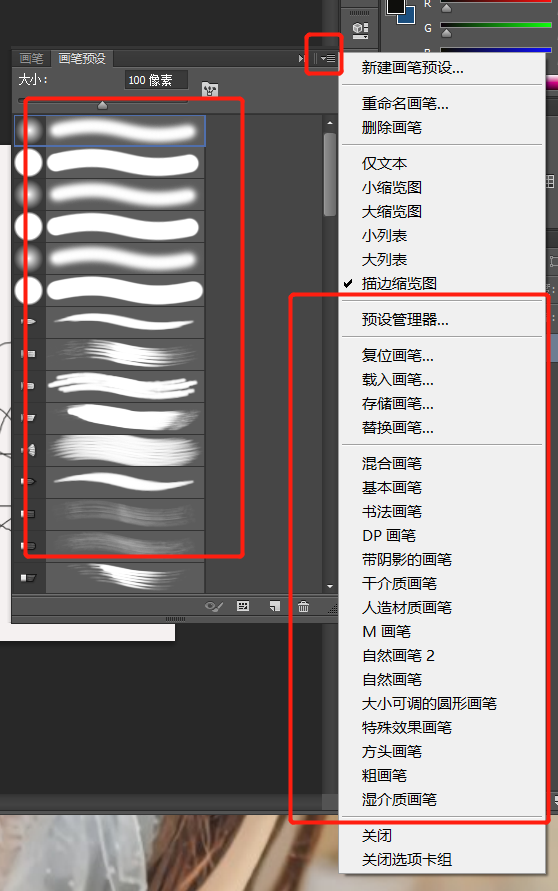 R
G
画笔
画笔预设
大小:
100 像素
新建画笔预设...
重命名画笔...
删除画笔
仅文本
小缩览图
大缩览图
小列表
大列表
描边缩览图
预设管理器...
复位画笔...
载入画笔...
存储画笔...
替换画笔...
混合画笔
基本画笔
书法画笔
DP 画笔
带阴影的画笔
干介质画笔
人造材质画笔
M 画笔
自然画笔 2
自然画笔
大小可调的圆形画笔
特殊效果画笔
方头画笔
粗画笔
湿介质画笔
关闭
关闭选项卡组